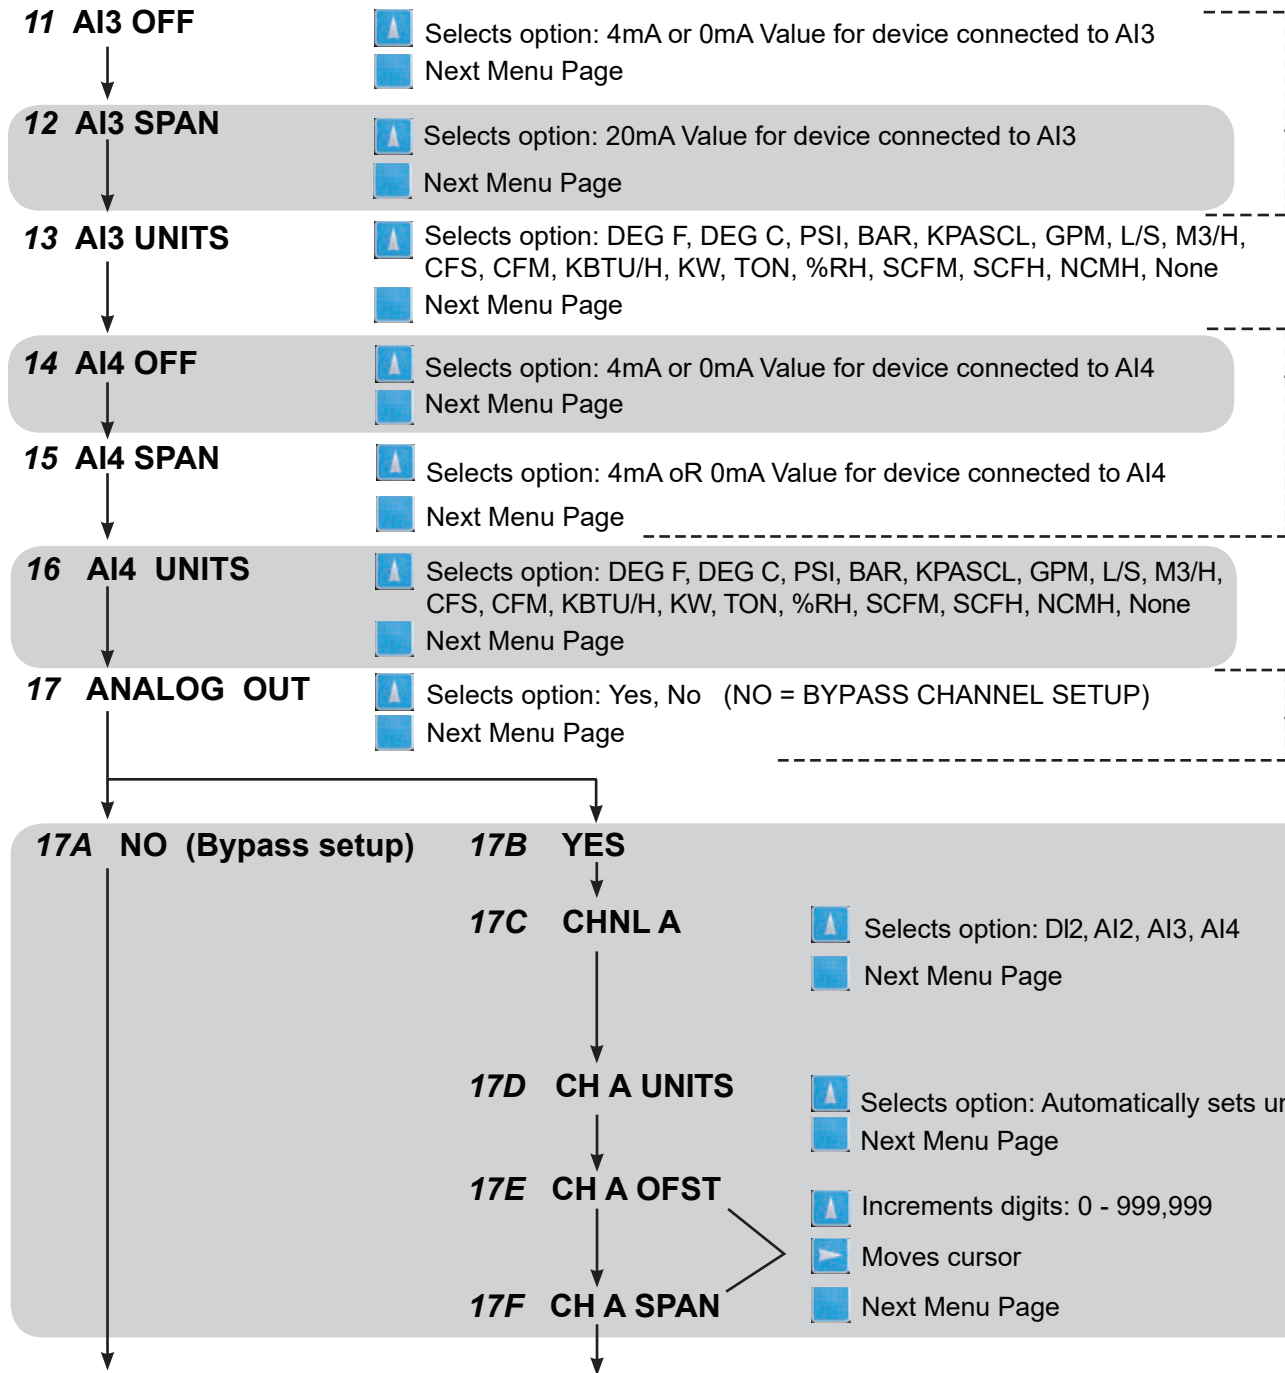 11 AI3 OFF
Selects option: 4mA or 0mA Value for device connected to AI3
Next Menu Page
12 AI3 SPAN
Selects option: 20mA Value for device connected to AI3
Next Menu Page
13 AI3 UNITS
Selects option: DEG F, DEG C, PSI, BAR, KPASCL, GPM, L/S, M3/H,
CFS, CFM, KBTU/H, KW, TON, %RH, SCFM, SCFH, NCMH, None
Next Menu Page
14 AI4 OFF
Selects option: 4mA or 0mA Value for device connected to AI4
Next Menu Page
15 AI4 SPAN
Selects option: 4mA oR 0mA Value for device connected to AI4
Next Menu Page
16 AI4 UNITS
Selects option: DEG F, DEG C, PSI, BAR, KPASCL, GPM, L/S, M3/H,
CFS, CFM, KBTU/H, KW, TON, %RH, SCFM, SCFH, NCMH, None
Next Menu Page
17 ANALOG OUT
Selects option: Yes, No (NO = BYPASS CHANNEL SETUP)
Next Menu Page
17A NO (Bypass setup)
17B YES
17C CHNL A
Selects option: DI2, AI2, AI3, AI4
Next Menu Page
17D CH A UNITS
Selects option: Automatically sets
Next Menu Page
17E CH A OFST
Increments digits: 0 - 999,999
Moves cursor
17F CH A SPAN
Next Menu Page